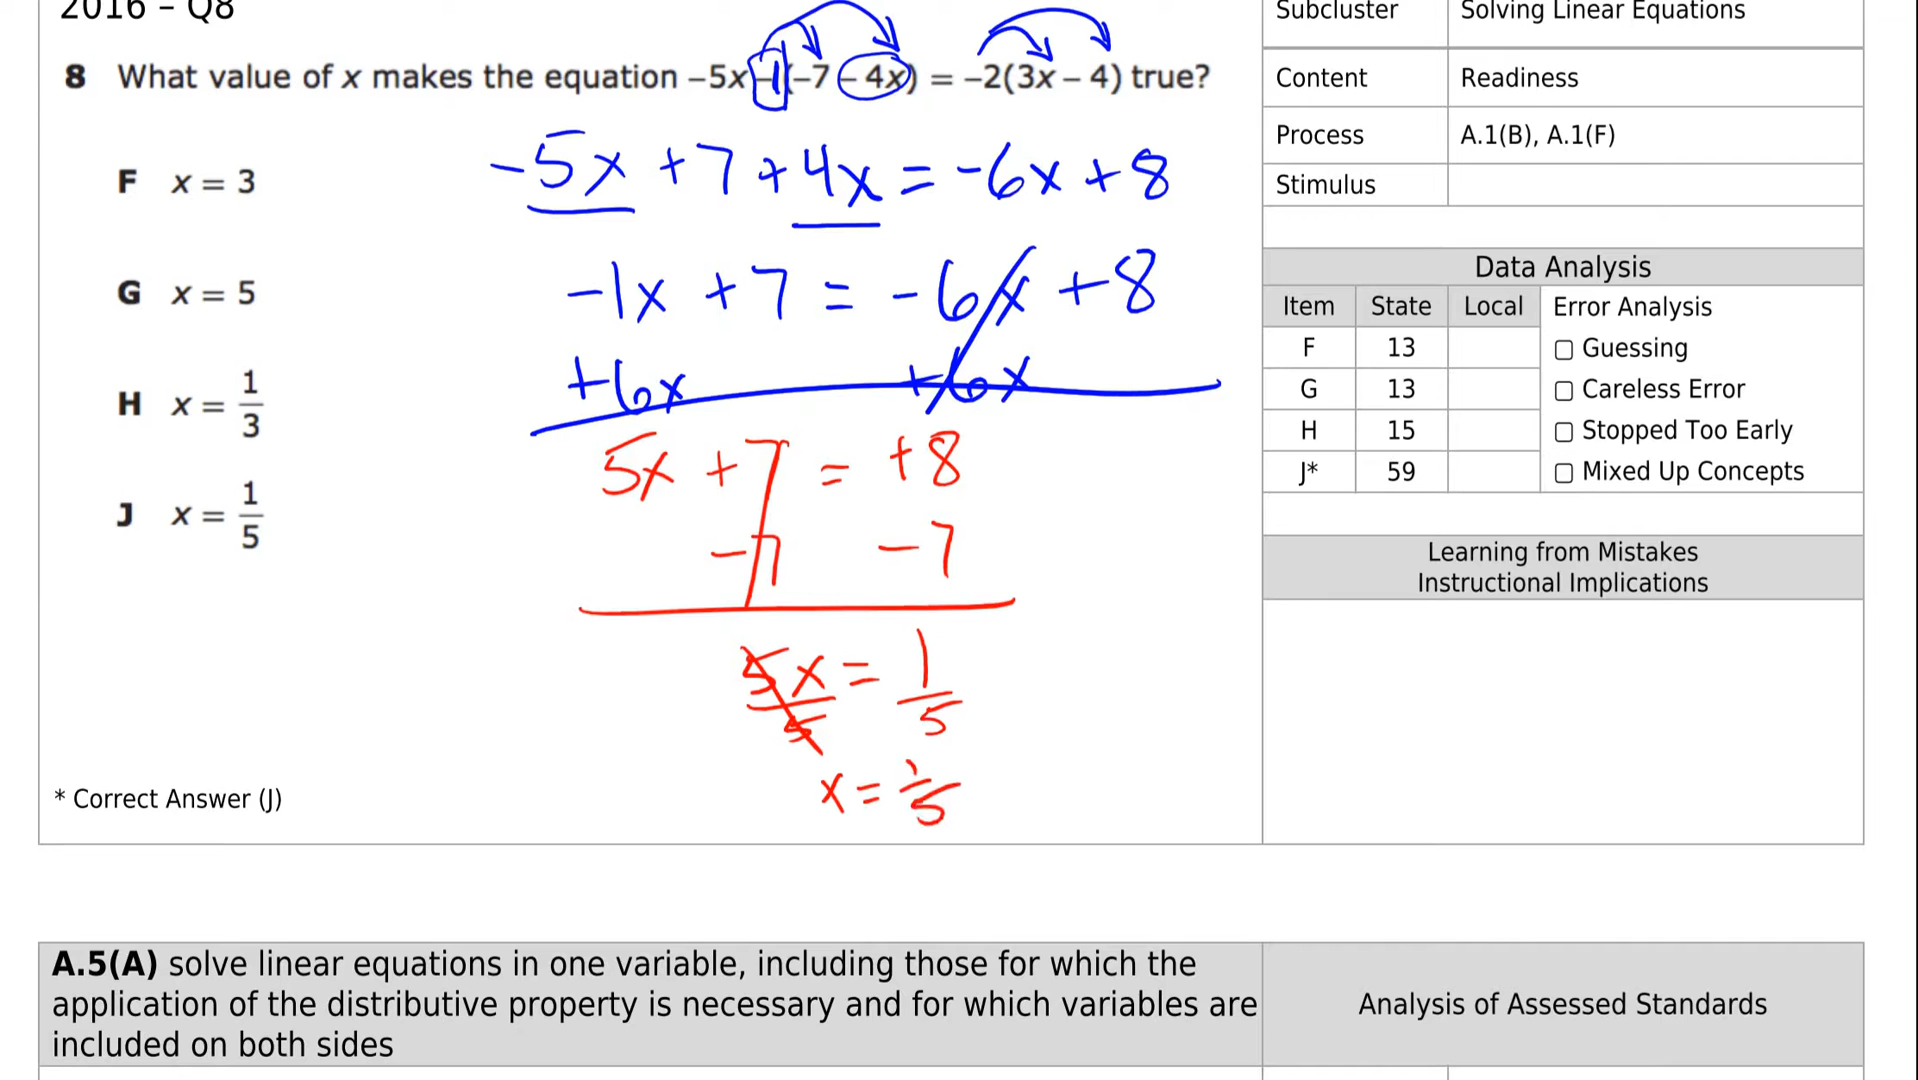 2016 – Q8
8 What value of x makes the equation –5x –1(–7 – 4x) = –2(3x – 4) true?
F x = 3
G x = 5
H x = 1/3
J x = 1/5
* Correct Answer (J)
-5x +7 +4x = -6x +8
-1x +7 = -6x +8
+6x +6x
5x +7 = +8
-7 -7
5x/5 = 1/5
x = 1/5
Subcluster Solving Linear Equations
Content Readiness
Process A.1(B), A.1(F)
Stimulus
Data Analysis
Item State Local Error Analysis
F 13 Guessing
G 13 Careless Error
H 15 Stopped Too Early
J* 59 Mixed Up Concepts
Learning from Mistakes
Instructional Implications
A.5(A) solve linear equations in one variable, including those for which the
application of the distributive property is necessary and for which variables are
included on both sides
Analysis of Assessed Standards